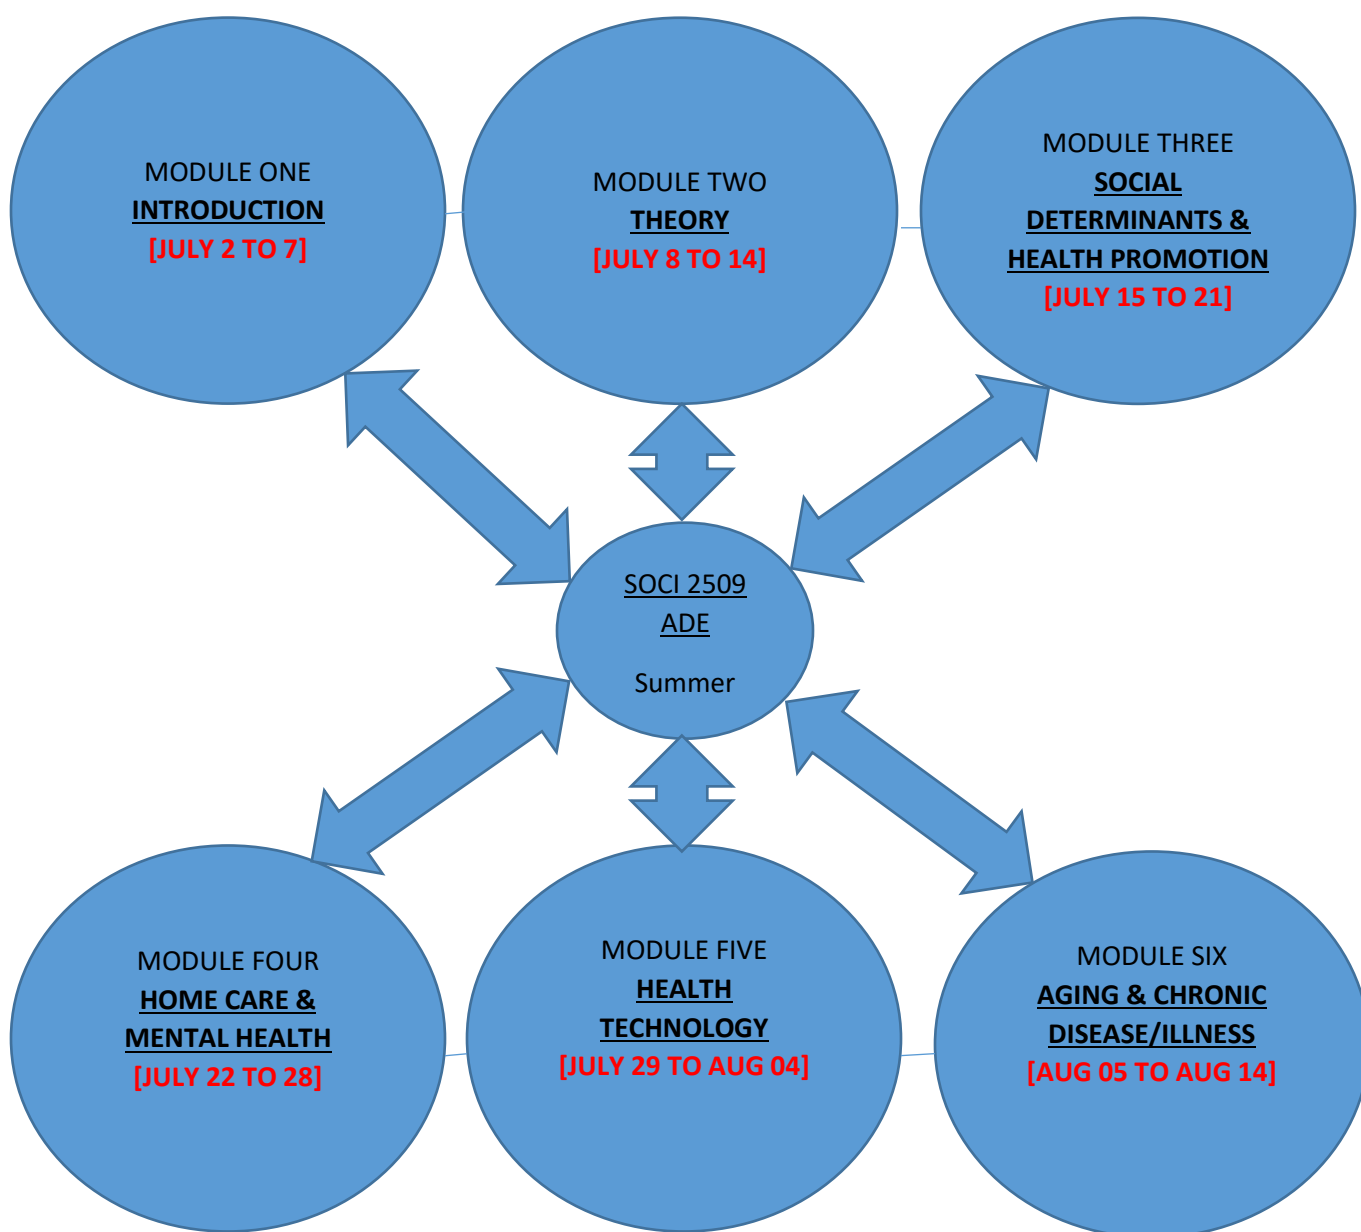 MODULE ONE
INTRODUCTION
[JULY 2 TO 7]
MODULE TWO
THEORY
[JULY 8 TO 14]
MODULE THREE
SOCIAL
DETERMINANTS &
HEALTH PROMOTION
[JULY 15 TO 21]
SOCI 2509
ADE
Summer
MODULE FOUR
HOME CARE &
MENTAL HEALTH
[JULY 22 TO 28]
MODULE FIVE
HEALTH
TECHNOLOGY
[JULY 29 TO AUG 04]
MODULE SIX
AGING & CHRONIC
DISEASE/ILLNESS
[AUG 05 TO AUG 14]